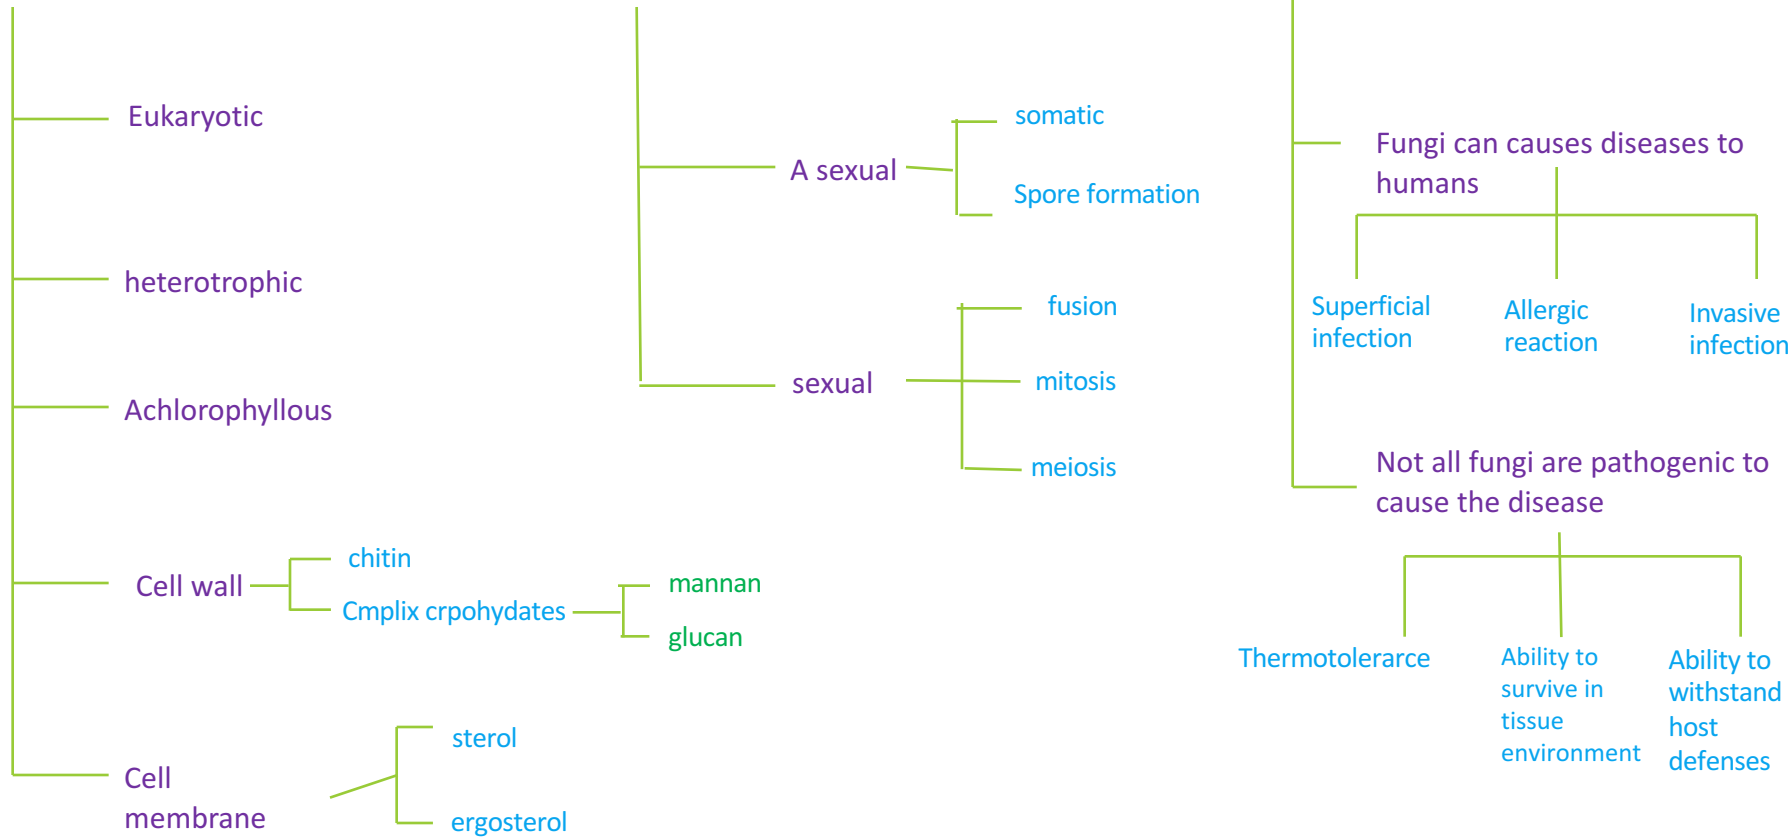 Eukaryotic
heterotrophic
Achlorophyllous
Cell wall
chitin
Cmplix crpohydates
mannan
glucan
Cell
membrane
sterol
ergosterol
A sexual
somatic
Spore formation
sexual
fusion
mitosis
meiosis
Fungi can causes diseases to
humans
Superficial
infection
Allergic
reaction
Invasive
infection
Not all fungi are pathogenic to
cause the disease
Thermotolerarce
Ability to
survive in
tissue
environment
Ability to
withstand
host
defenses